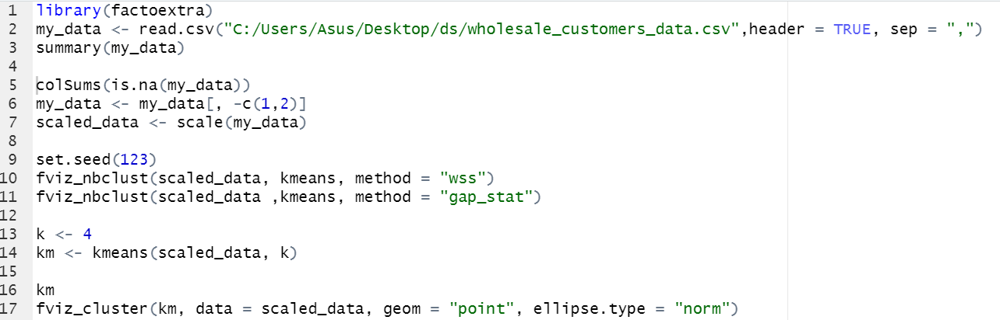 1 library(factoextra)
2 my_data <- read.csv("C:/Users/Asus/Desktop/ds/wholesale_customers_data.csv",header = TRUE, sep = ",")
3 summary(my_data)
4
5 colSums(is.na(my_data))
6 my_data <- my_data[, -c(1,2)]
7 scaled_data <- scale(my_data)
8
9 set.seed(123)
10 fviz_nbclust(scaled_data, kmeans, method = "wss")
11 fviz_nbclust(scaled_data ,kmeans, method = "gap_stat")
12
13 k <- 4
14 km <- kmeans(scaled_data, k)
15
16 km
17 fviz_cluster(km, data = scaled_data, geom = "point", ellipse.type = "norm")